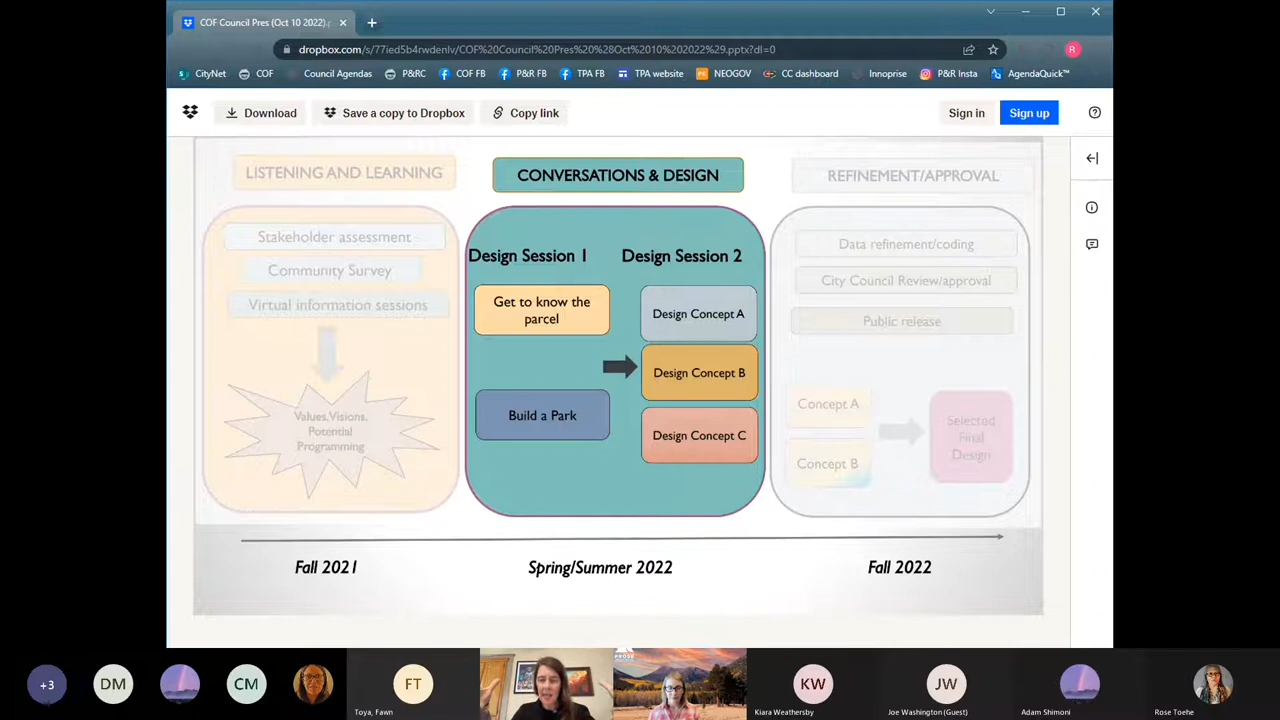 COF Council Pres (Oct 10 2022).
dropbox.com/s/77ied5b4rwdenlv/COF%20Council%20Pres%20%28Oct%2010%202022%29.pptx?dl=0
R
CityNet COF Council Agendas P&RC COF FB P&R FB TPA FB TPA website NEOGOV CC dashboard Innoprise P&R Insta AgendaQuick™
Download Save a copy to Dropbox Copy link Sign in Sign up
LISTENING AND LEARNING
Stakeholder assessment
Community Survey
Virtual information sessions
Values, Visions,
Potential
Programming
CONVERSATIONS & DESIGN
Design Session 1
Get to know the
parcel
Build a Park
Design Session 2
Design Concept A
Design Concept B
Design Concept C
REFINEMENT/APPROVAL
Data refinement/coding
City Council Review/approval
Public release
Concept A
Concept B
Selected
Final
Design
Fall 2021
Spring/Summer 2022
Fall 2022
+3
DM
CM
FT
Toya, Fawn
KW
Kiara Weathersby
JW
Joe Washington (Guest)
Adam Shimoni
Rose Toehe